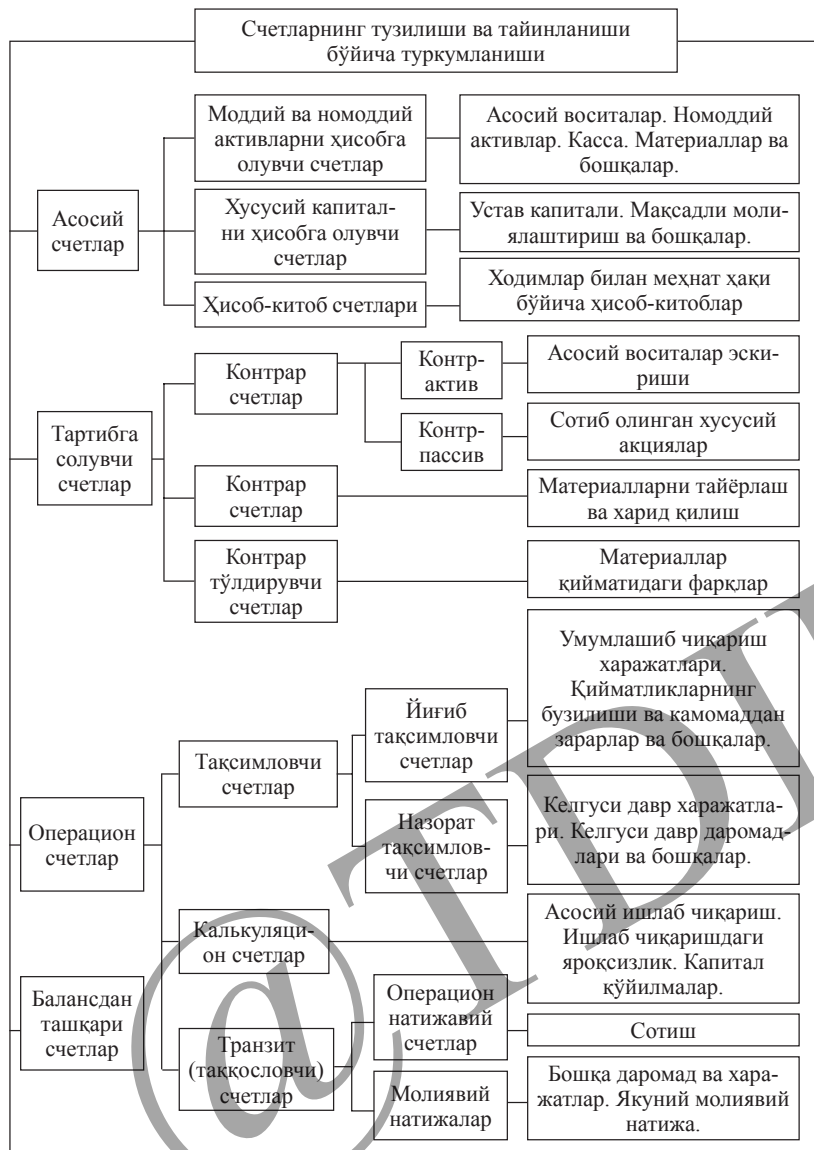 Счетларнинг тузилиши ва тайинланиши
бўйича туркумланиши
Асосий
счетлар
Моддий ва номоддий
активларни ҳисобга
олувчи счетлар
Асосий воситалар. Номоддий
активлар. Касса. Материаллар ва
бошқалар.
Хусусий капитал-
ни ҳисобга олувчи
счетлар
Устав капитали. Мақсадли моли-
ялаштириш ва бошқалар.
Ҳисоб-китоб счетлари
Ходимлар билан меҳнат ҳақи
бўйича ҳисоб-китоблар
Тартибга
солувчи
счетлар
Контрар
счетлар
Контр-
актив
Асосий воситалар эски-
риши
Контр-
пассив
Сотиб олинган хусусий
акциялар
Контрар
счетлар
Материалларни тайёрлаш
ва харид қилиш
Контрар
тўлдирувчи
счетлар
Материаллар
қийматидаги фарқлар
Операцион
счетлар
Тақсимловчи
счетлар
Йиғиб
тақсимловчи
счетлар
Умумлашиб чиқариш
харажатлари.
Қийматликларнинг
бузилиши ва камомаддан
зарарлар ва бошқалар.
Назорат
тақсимлов-
чи счетлар
Келгуси давр харажатла-
ри. Келгуси давр даромад-
лари ва бошқалар.
Калькуляци-
он счетлар
Асосий ишлаб чиқариш.
Ишлаб чиқаришдаги
яроқсизлик. Капитал
қўйилмалар.
Балансдан
ташқари
счетлар
Транзит
(таққословчи)
счетлар
Операцион
натижавий
счетлар
Сотиш
Молиявий
натижалар
Бошқа даромад ва хара-
жатлар. Якуний молиявий
натижа.